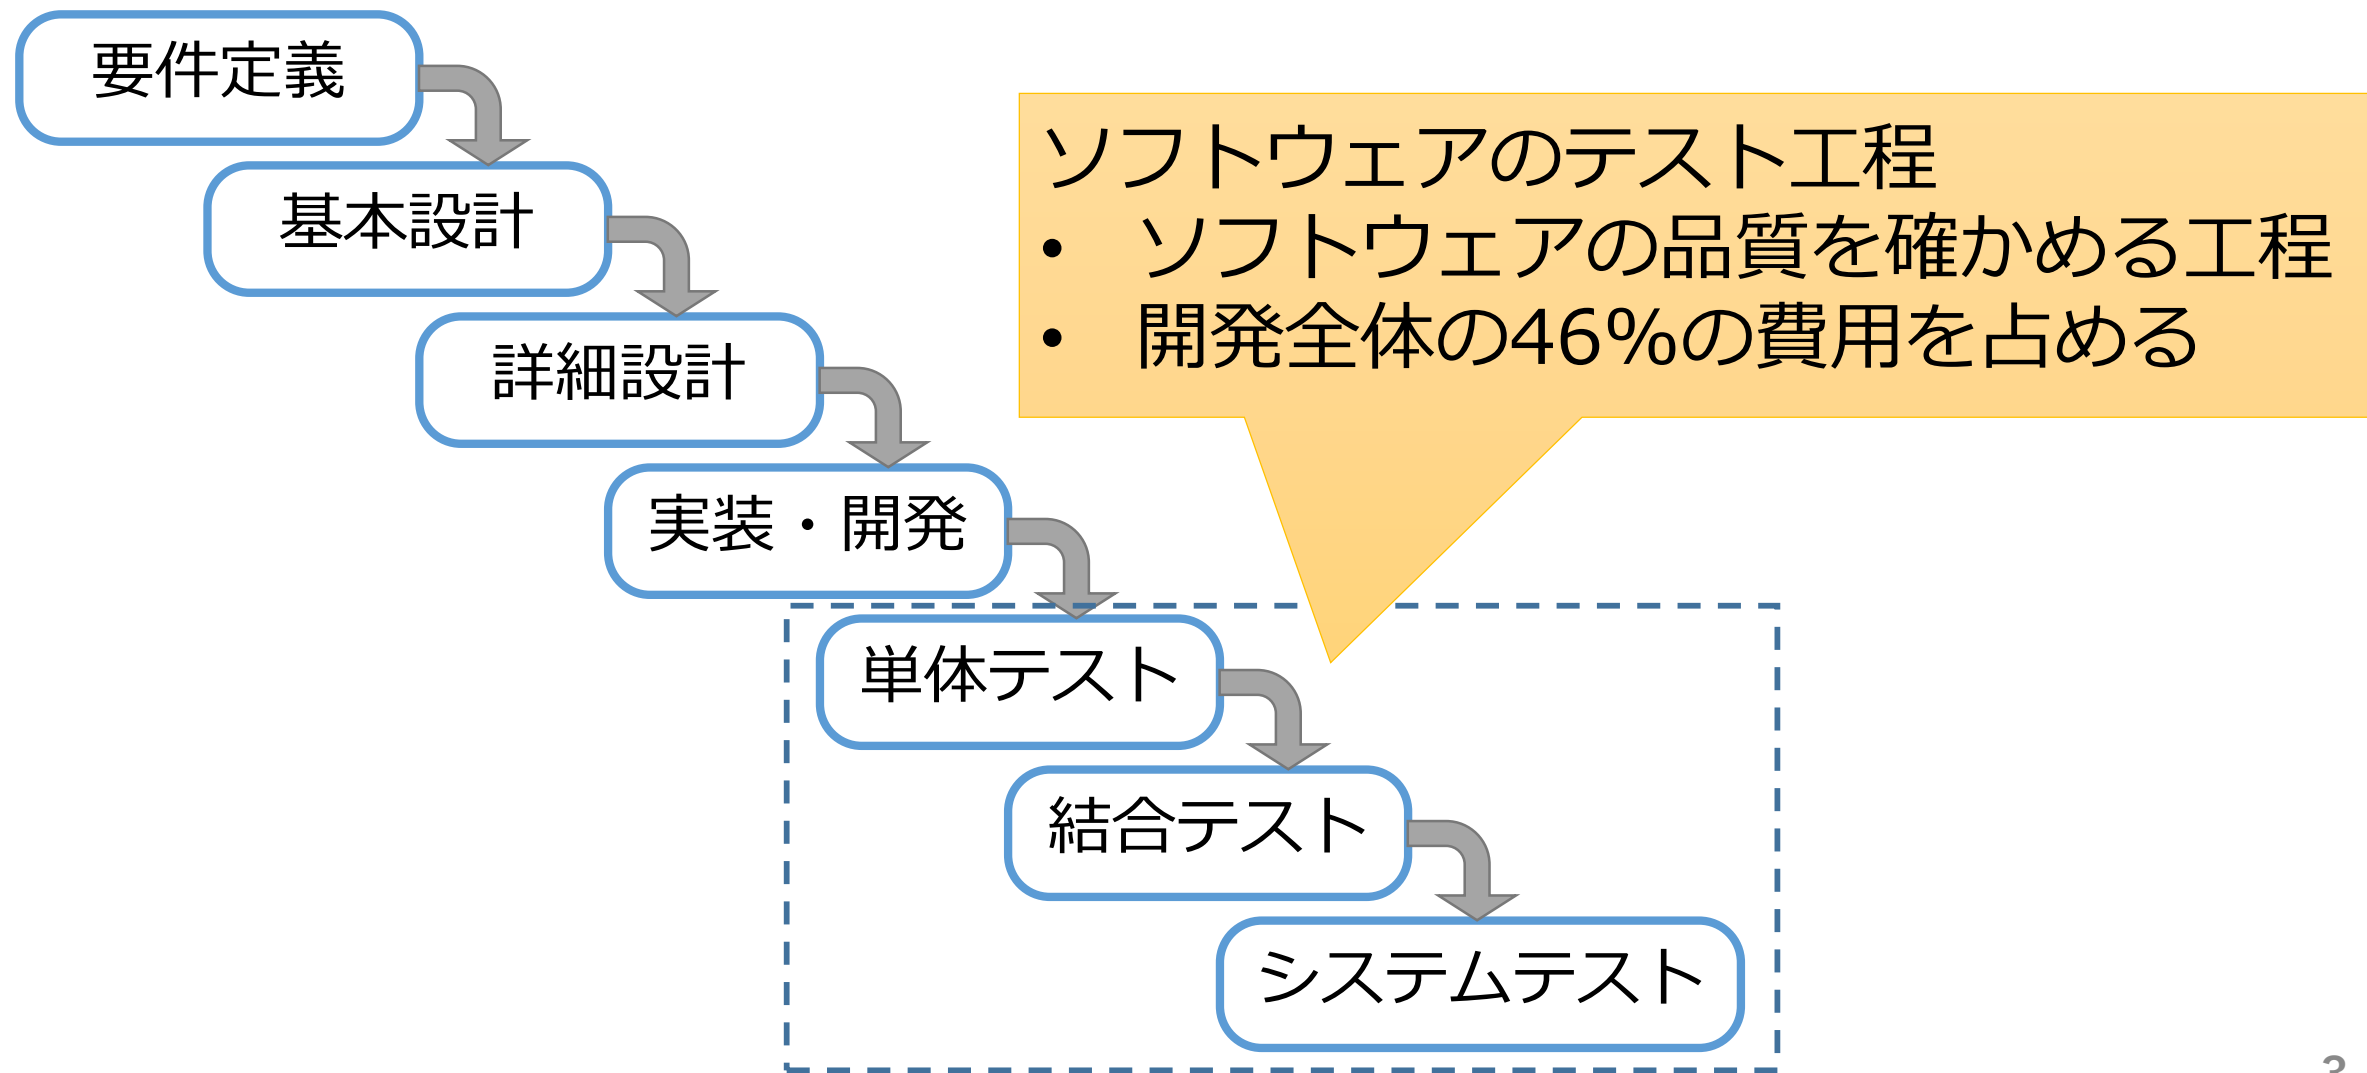 要件定義
基本設計
詳細設計
実装・開発
単体テスト
結合テスト
システムテスト
ソフトウェアのテスト工程
• ソフトウェアの品質を確かめる工程
• 開発全体の46%の費用を占める